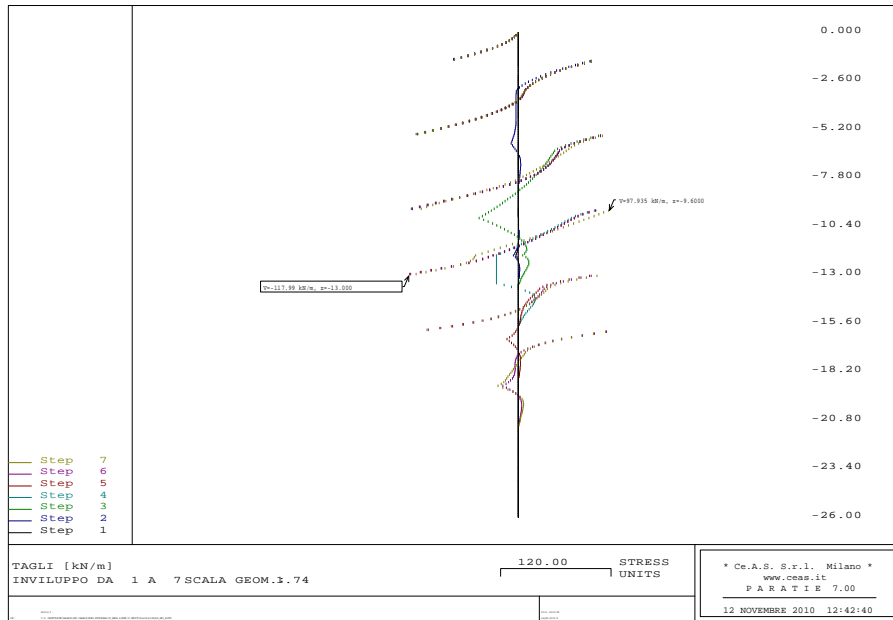 0.000
-2.600
-5.200
-7.800
V=97.935 kN/m, z=-9.6000
-10.40
-13.00
V=-117.99 kN/m, z=-13.000
-15.60
-18.20
-20.80
-23.40
-26.00
Step 7
Step 6
Step 5
Step 4
Step 3
Step 2
Step 1
TAGLI [kN/m]
INVILUPPO DA 1 A 7 SCALA GEOM.
120.00 STRESS
UNITS
* Ce.A.S. S.r.l. Milano *
www.ceas.it
P A R A T I E 7.00
12 NOVEMBRE 2010 12:42:40